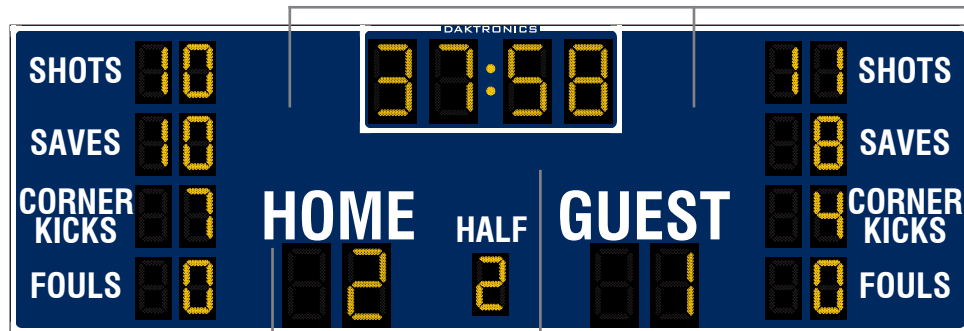 DAKTRONICS
SHOTS 10 37:58 11 SHOTS
SAVES 10 8 SAVES
CORNER KICKS 7 HOME HALF GUEST 4 CORNER KICKS
FOULS 0 2 2 1 0 FOULS